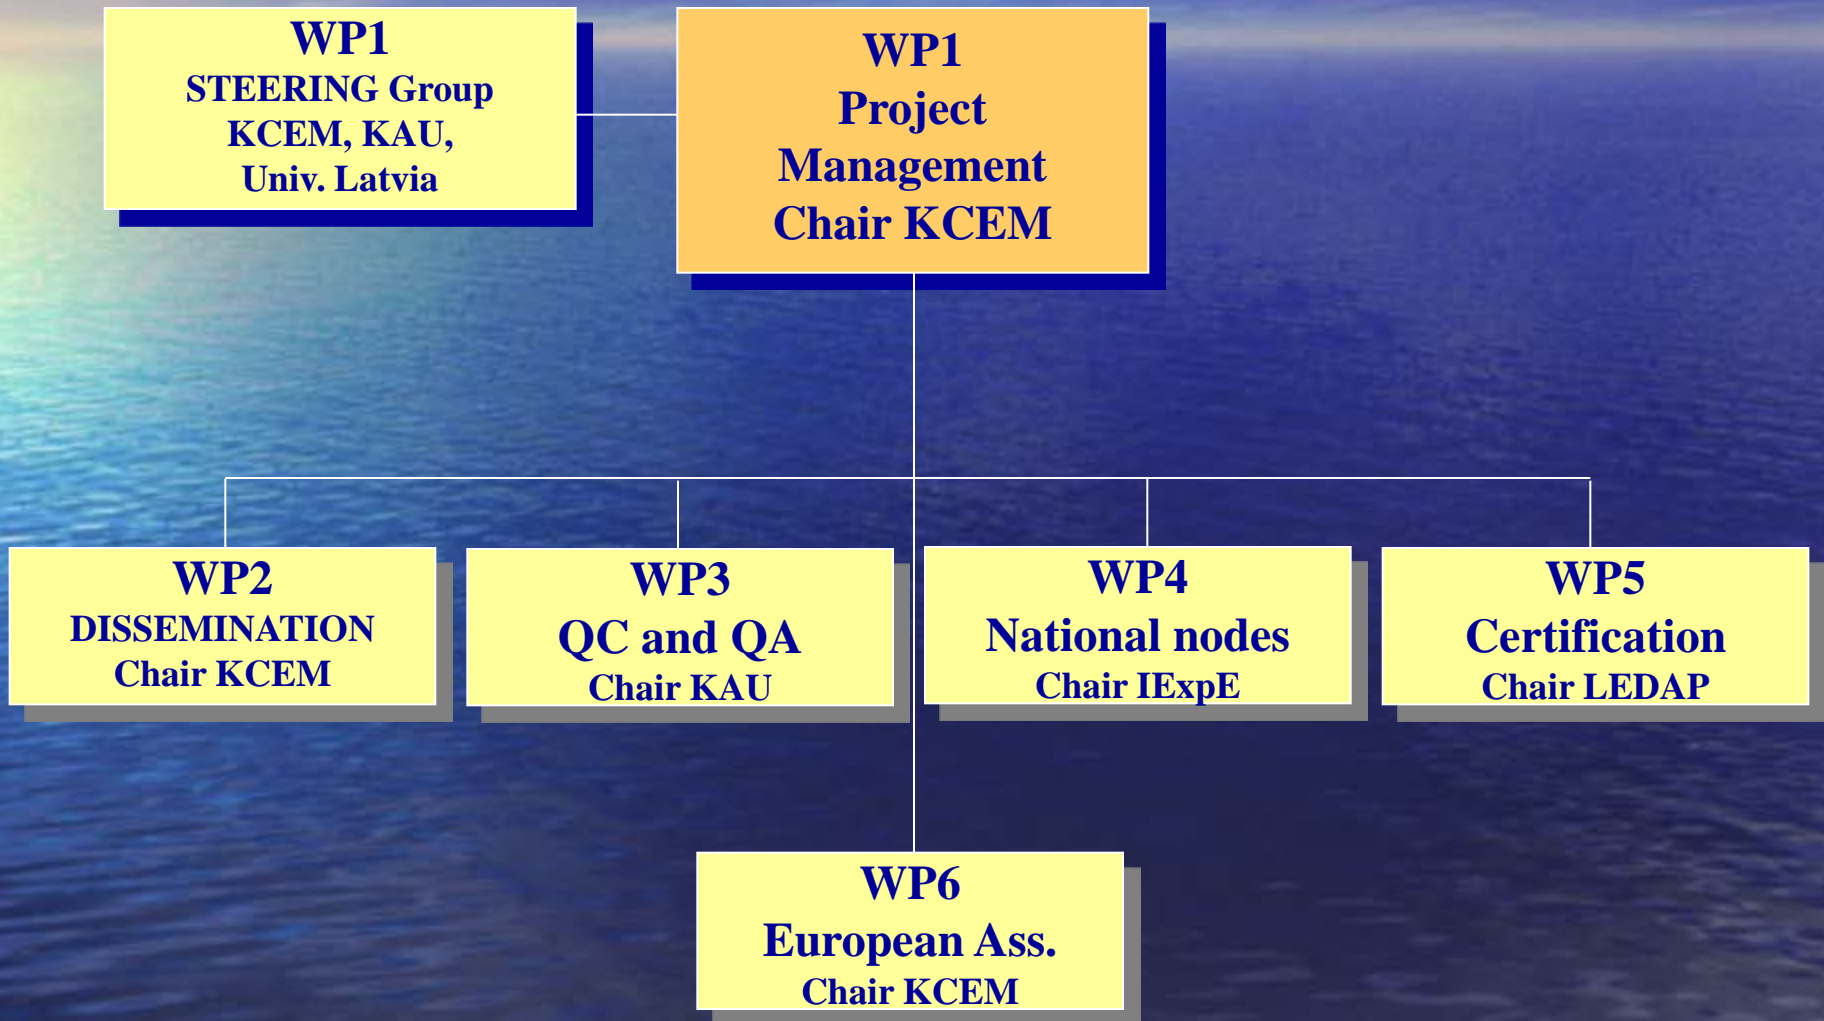 WP1
STEERING Group
KCEM, KAU,
Univ. Latvia
WP1
Project
Management
Chair KCEM
WP2
DISSEMINATION
Chair KCEM
WP3
QC and QA
Chair KAU
WP4
National nodes
Chair IExpE
WP5
Certification
Chair LEDAP
WP6
European Ass.
Chair KCEM